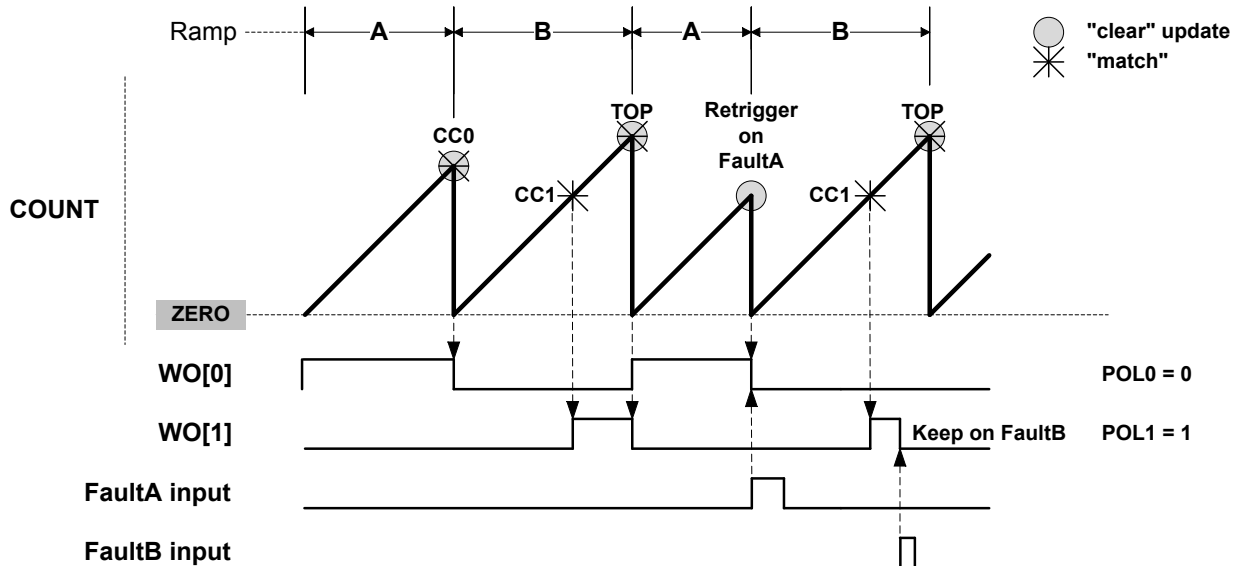 Ramp
A
B
A
B
"clear" update
"match"
TOP
Retrigger
on
FaultA
TOP
CC0
CC1
CC1
COUNT
ZERO
WO[0]
POL0 = 0
WO[1]
Keep on FaultB
POL1 = 1
FaultA input
FaultB input